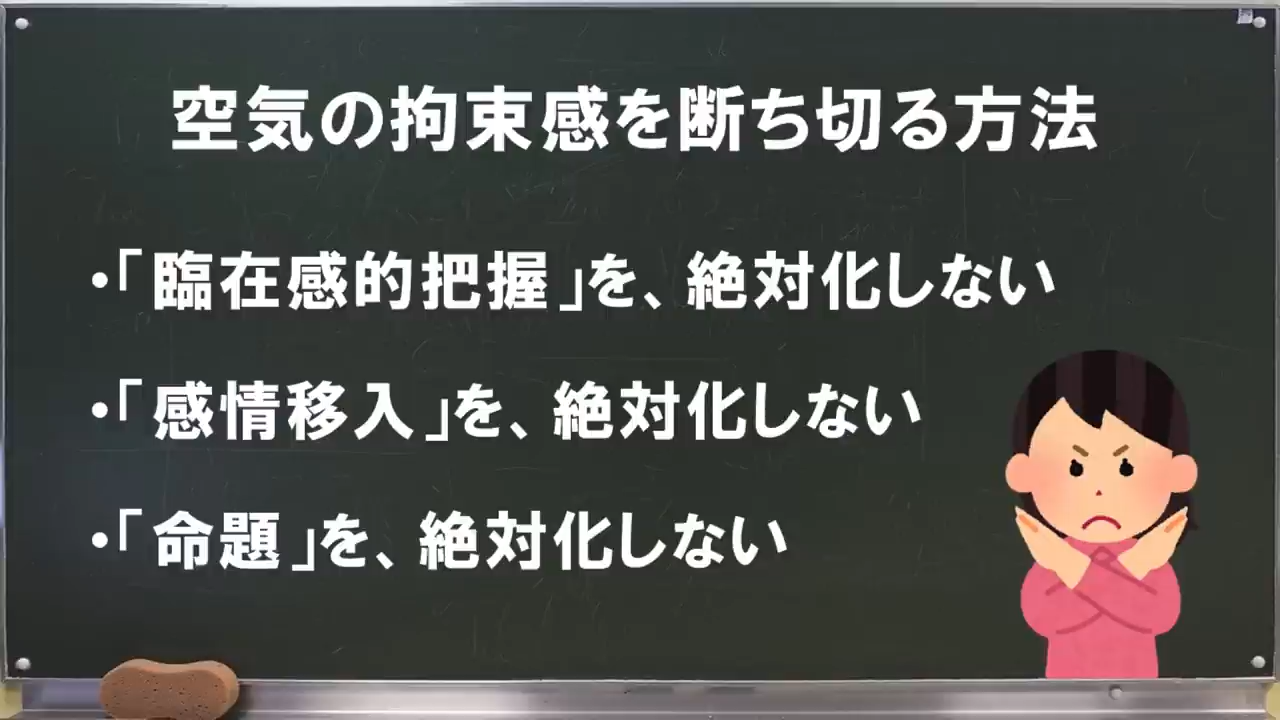 空気の拘束感を断ち切る方法
・「臨在感的把握」を、絶対化しない
・「感情移入」を、絶対化しない
・「命題」を、絶対化しない